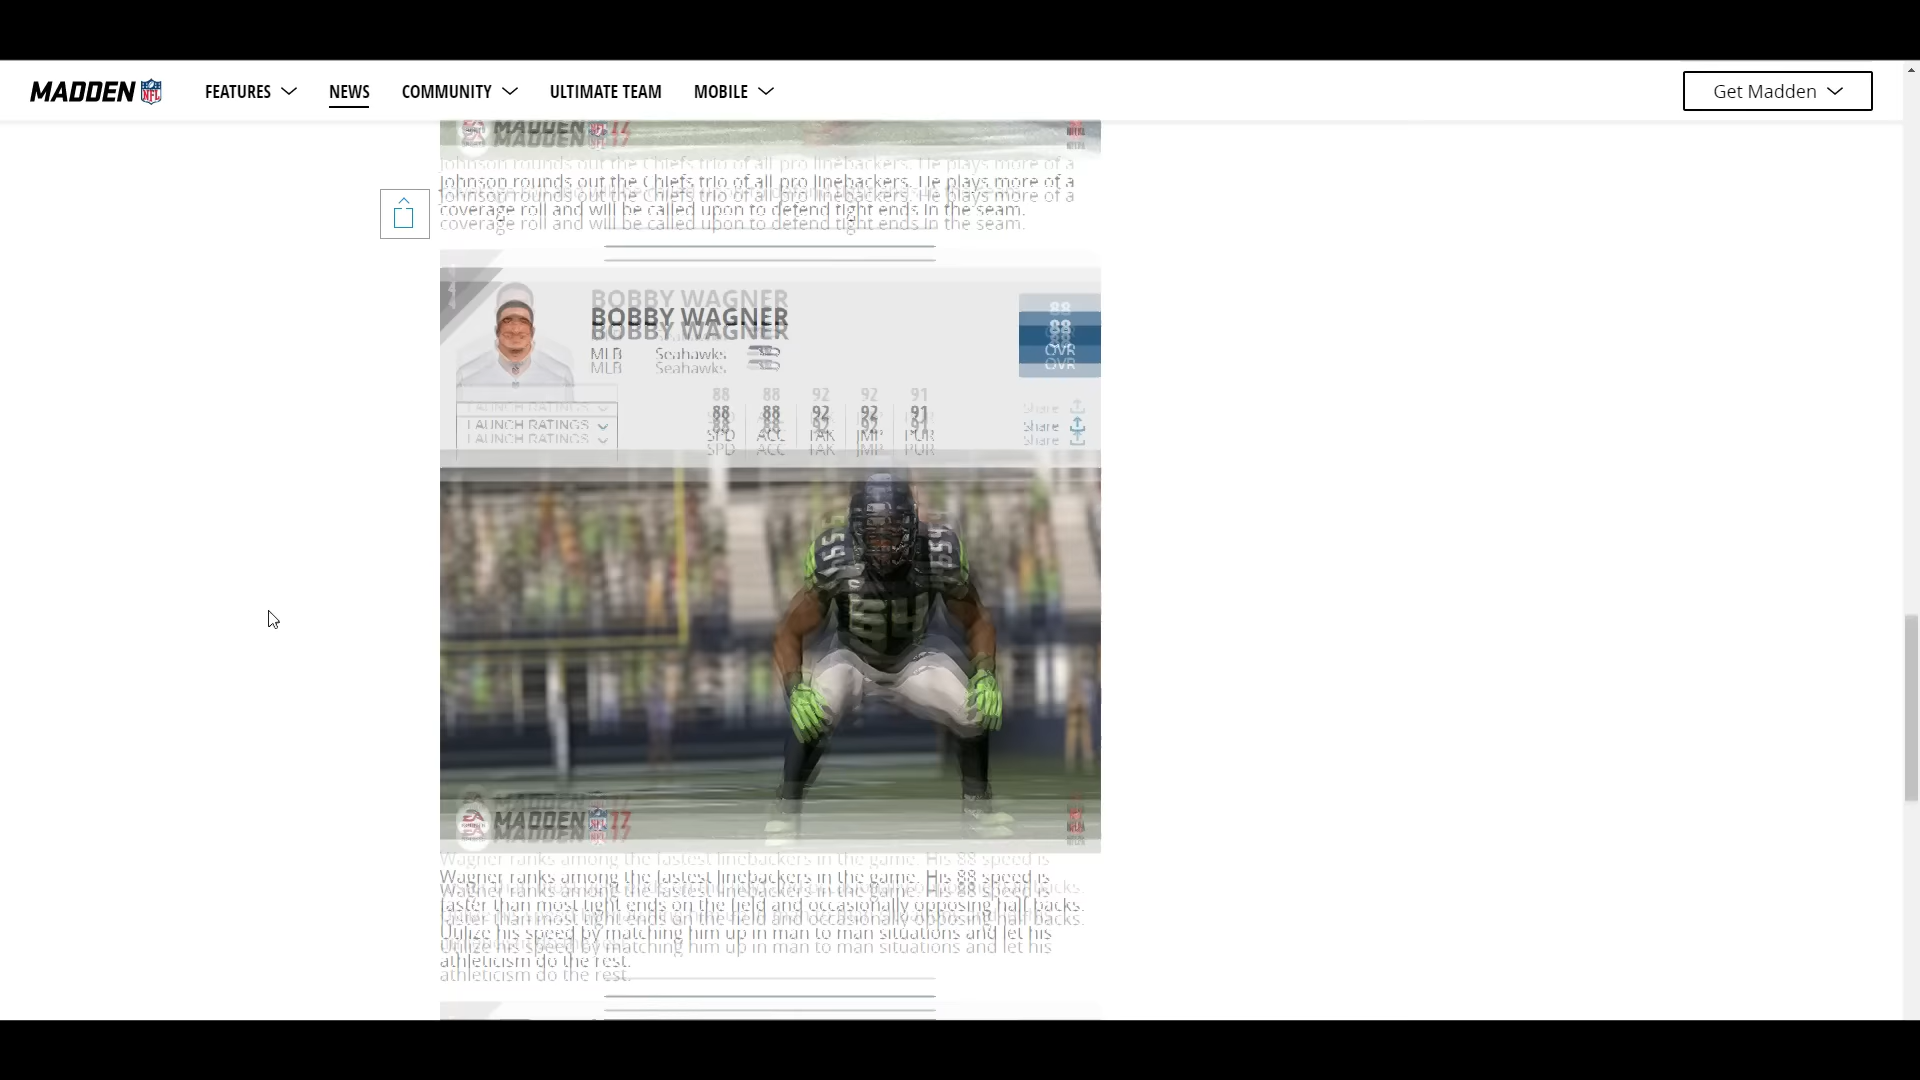 MADDEN NFL
FEATURES
NEWS
COMMUNITY
ULTIMATE TEAM
MOBILE
Get Madden
MADDEN NFL 17
Johnson rounds out the Chiefs trio of all pro linebackers. He plays more of a
coverage roll and will be called upon to defend tight ends in the seam.
BOBBY WAGNER
MLB Seahawks
88
OVR
LAUNCH RATINGS
88 88 92 92 91
SPD ACC TAK JMP PUR
Share
54
MADDEN NFL 17
Wagner ranks among the fastest linebackers in the game. His 88 speed is
faster than most tight ends on the field and occasionally opposing half backs.
Utilize his speed by matching him up in man to man situations and let his
athleticism do the rest.